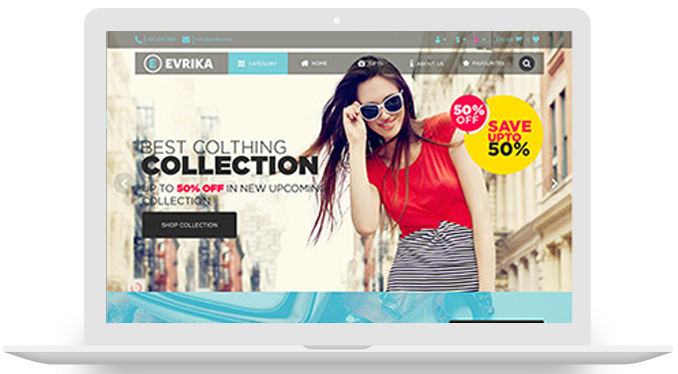 EVRIKA
CATEGORY
HOME
ABOUT US
FAVOURITES
50%
OFF
SAVE
UPTO
50%
BEST COLTHING
COLLECTION
UP TO 50% OFF IN NEW UPCOMING
COLLECTION
SHOP COLLECTION